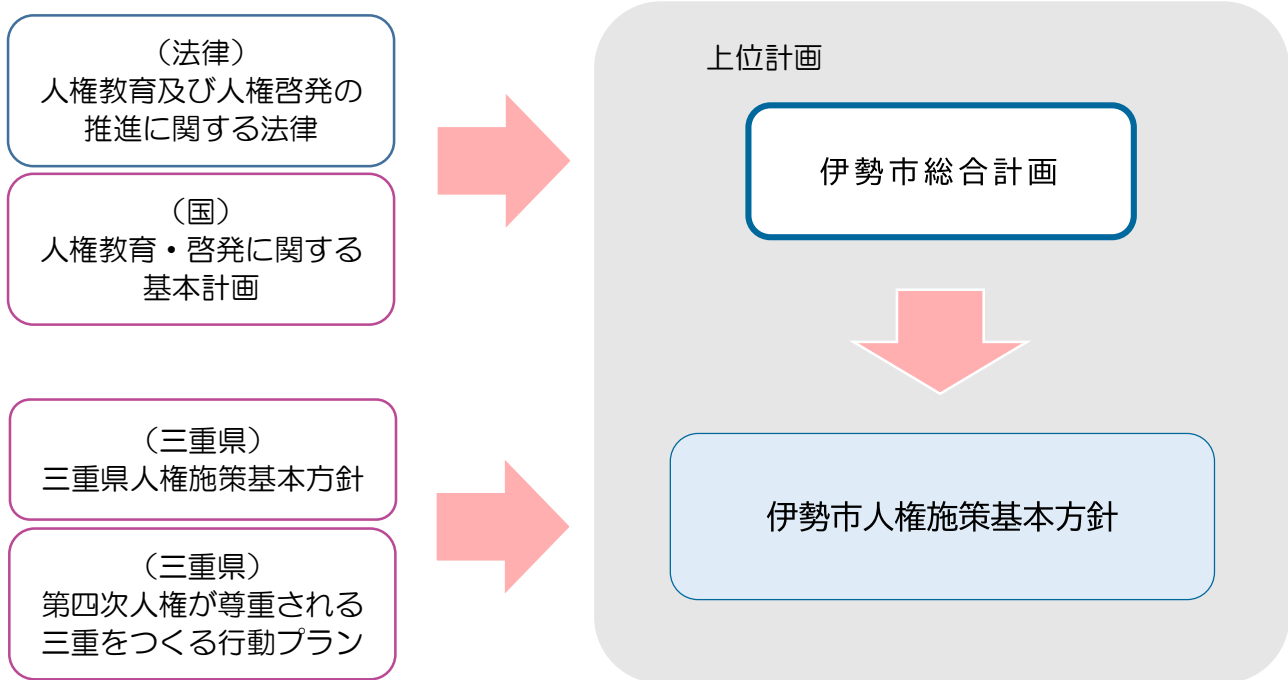 （法律）
人権教育及び人権啓発の
推進に関する法律
（国）
人権教育・啓発に関する
基本計画
（三重県）
三重県人権施策基本方針
（三重県）
第四次人権が尊重される
三重をつくる行動プラン
上位計画
伊勢市総合計画
伊勢市人権施策基本方針